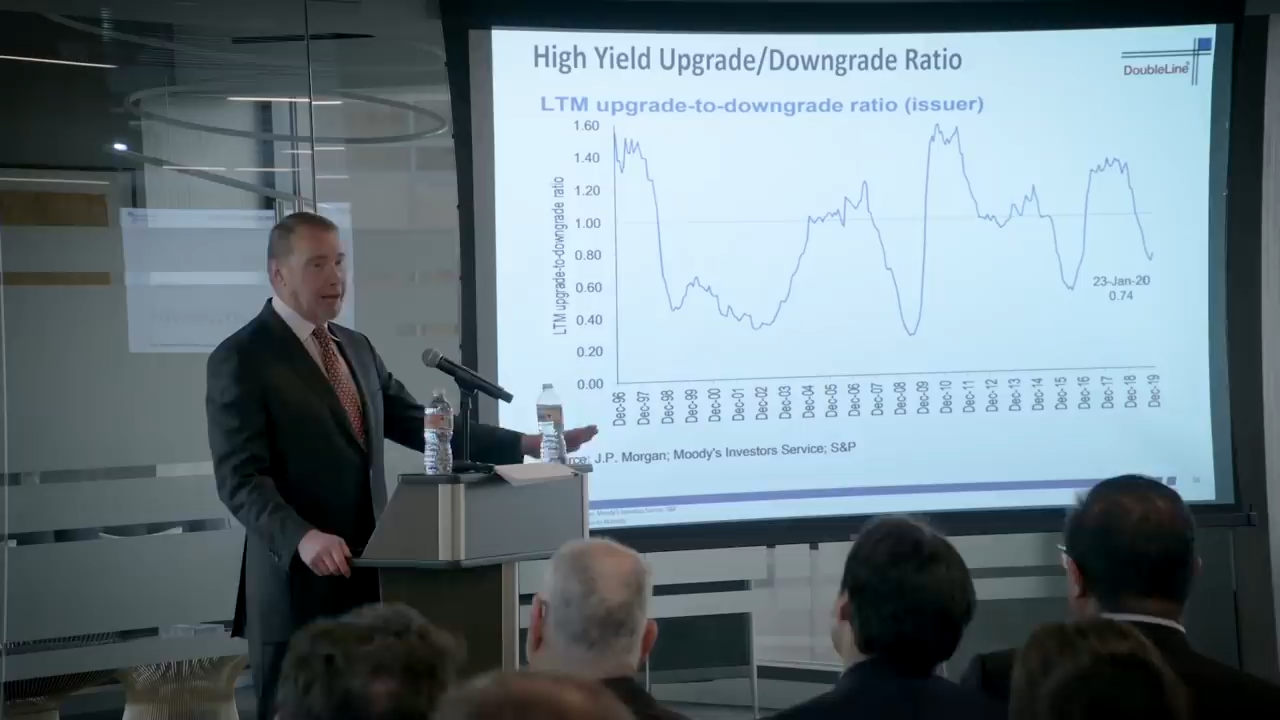 High Yield Upgrade/Downgrade Ratio
DoubleLine®
LTM upgrade-to-downgrade ratio (issuer)
LTM upgrade-to-downgrade ratio
1.60
1.40
1.20
1.00
0.80
0.60
0.40
0.20
0.00
23-Jan-20
0.74
Dec-96
Dec-97
Dec-98
Dec-99
Dec-00
Dec-01
Dec-02
Dec-03
Dec-04
Dec-05
Dec-06
Dec-07
Dec-08
Dec-09
Dec-10
Dec-11
Dec-12
Dec-13
Dec-14
Dec-15
Dec-16
Dec-17
Dec-18
Dec-19
J.P. Morgan; Moody's Investors Service; S&P
Moody's Investors Service; S&P